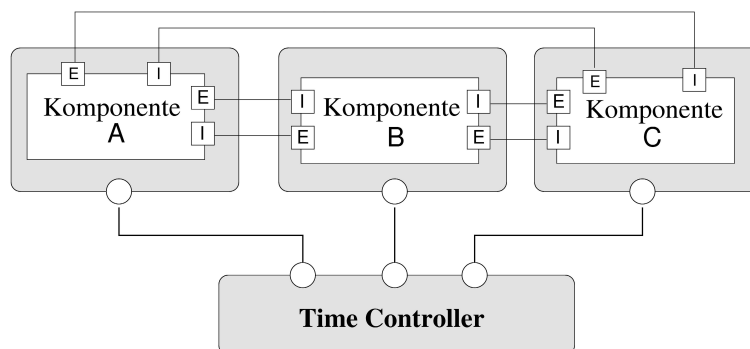 E I E I
E I I E
Komponente Komponente Komponente
A B C
I E E I
Time Controller